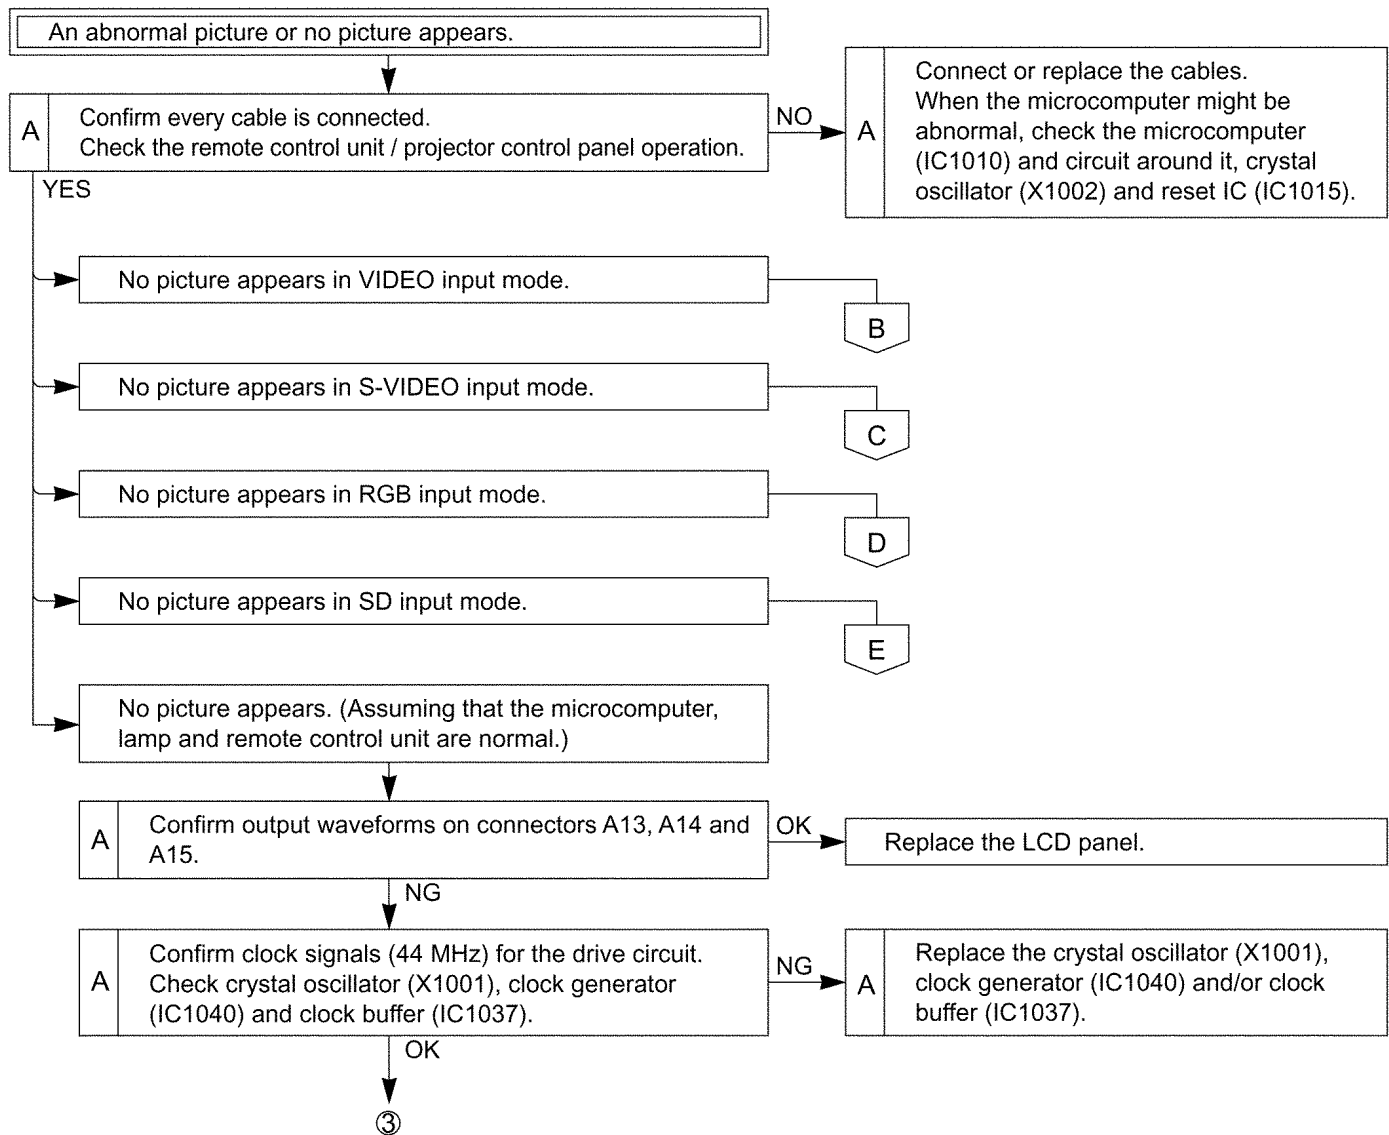 An abnormal picture or no picture appears.
A
Confirm every cable is connected.
Check the remote control unit / projector control panel operation.
NO
A
Connect or replace the cables.
When the microcomputer might be
abnormal, check the microcomputer
(IC1010) and circuit around it, crystal
oscillator (X1002) and reset IC (IC1015).
YES
No picture appears in VIDEO input mode.
B
No picture appears in S-VIDEO input mode.
C
No picture appears in RGB input mode.
D
No picture appears in SD input mode.
E
No picture appears. (Assuming that the microcomputer,
lamp and remote control unit are normal.)
A
Confirm output waveforms on connectors A13, A14 and
A15.
OK
Replace the LCD panel.
NG
A
Confirm clock signals (44 MHz) for the drive circuit.
Check crystal oscillator (X1001), clock generator
(IC1040) and clock buffer (IC1037).
NG
A
Replace the crystal oscillator (X1001),
clock generator (IC1040) and/or clock
buffer (IC1037).
OK
③